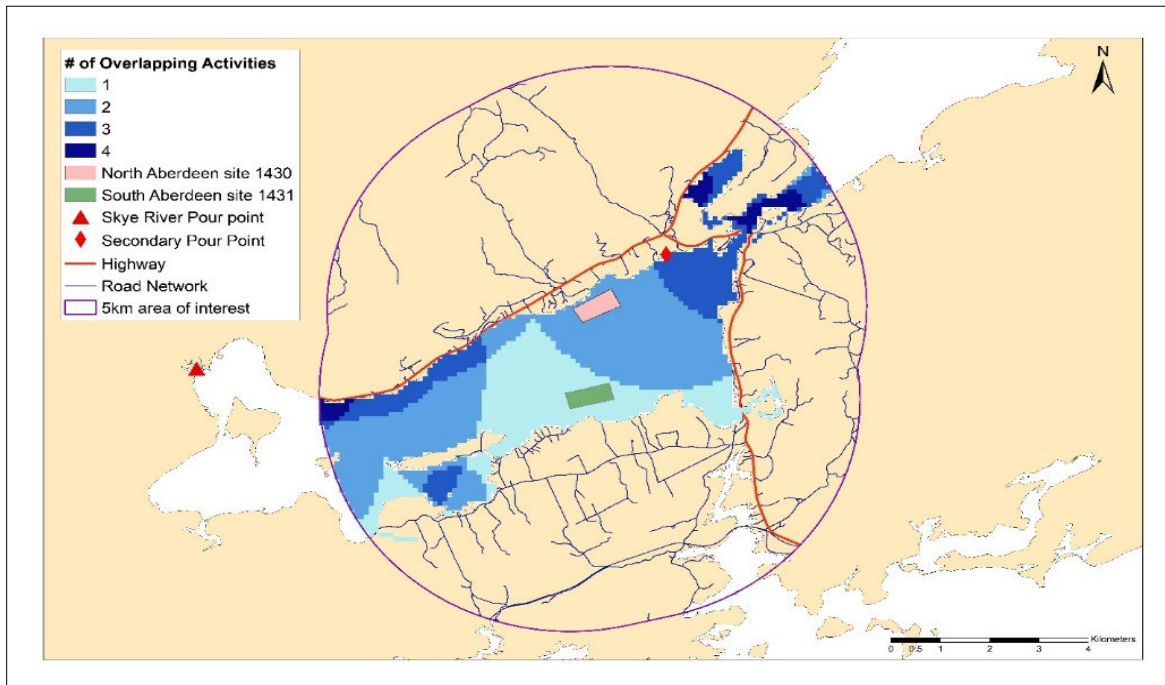 # of Overlapping Activities
1
2
3
4
North Aberdeen site 1430
South Aberdeen site 1431
Skye River Pour point
Secondary Pour Point
Highway
Road Network
5km area of interest
N
Kilometers
0 0.5 1 2 3 4